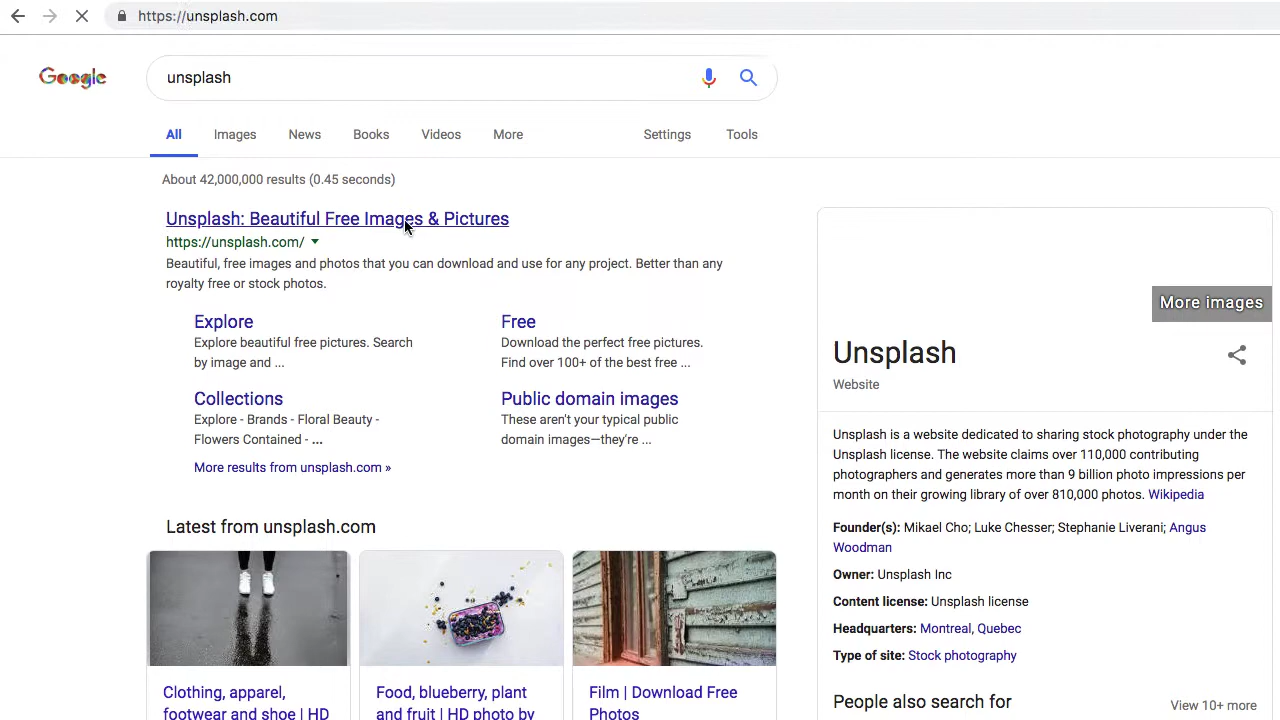 https://unsplash.com
Google
unsplash
All
Images
News
Books
Videos
More
Settings
Tools
About 42,000,000 results (0.45 seconds)
Unsplash: Beautiful Free Images & Pictures
https://unsplash.com/
Beautiful, free images and photos that you can download and use for any project. Better than any
royalty free or stock photos.
Explore
Explore beautiful free pictures. Search
by image and ...
Free
Download the perfect free pictures.
Find over 100+ of the best free ...
Collections
Explore - Brands - Floral Beauty -
Flowers Contained - ...
Public domain images
These aren't your typical public
domain images—they're ...
More results from unsplash.com »
Latest from unsplash.com
Clothing, apparel,
footwear and shoe | HD
Food, blueberry, plant
and fruit | HD photo by
Film | Download Free
Photos
More images
Unsplash
Website
Unsplash is a website dedicated to sharing stock photography under the
Unsplash license. The website claims over 110,000 contributing
photographers and generates more than 9 billion photo impressions per
month on their growing library of over 810,000 photos. Wikipedia
Founder(s): Mikael Cho; Luke Chesser; Stephanie Liverani; Angus
Woodman
Owner: Unsplash Inc
Content license: Unsplash license
Headquarters: Montreal, Quebec
Type of site: Stock photography
People also search for
View 10+ more